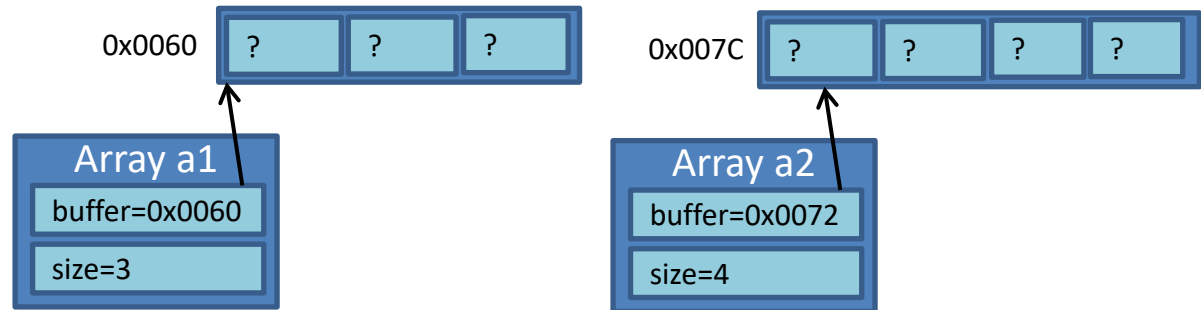 0x0060 ? ? ? 0x007C ? ? ? ?
Array a1 Array a2
buffer=0x0060 buffer=0x0072
size=3 size=4